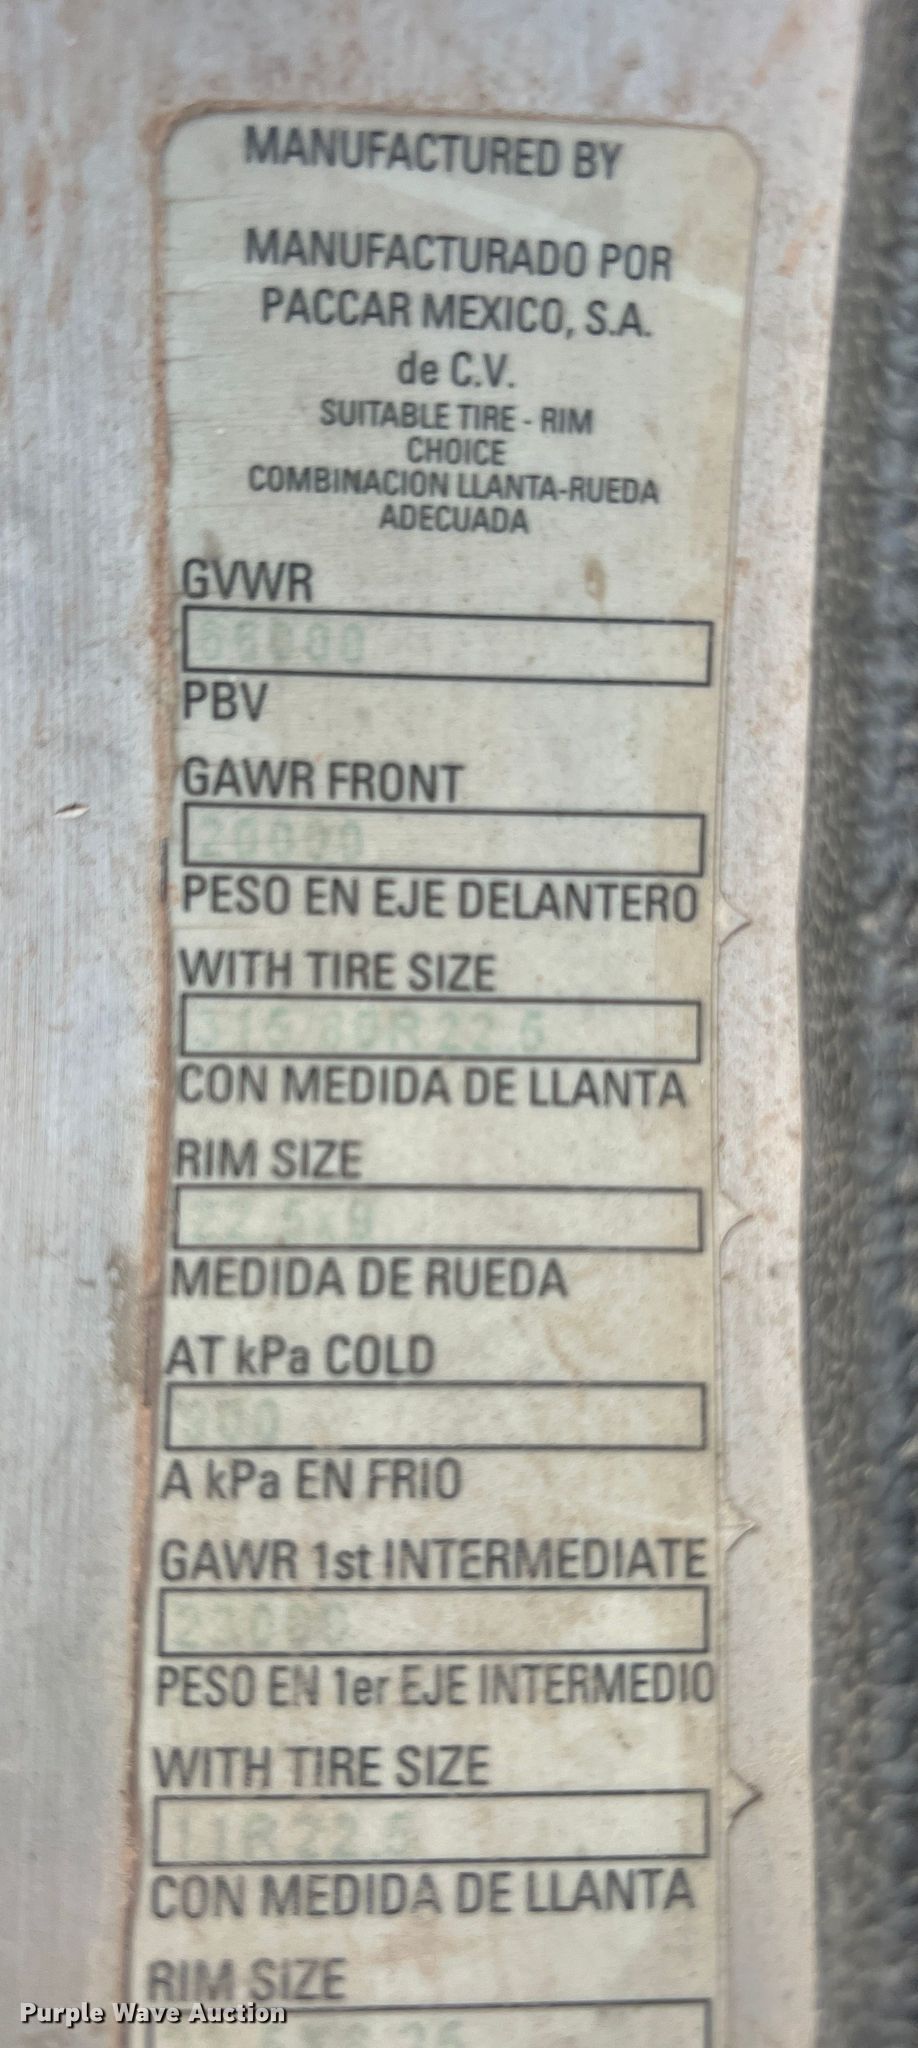 MANUFACTURED BY
MANUFACTURADO POR
PACCAR MEXICO, S.A.
de C.V.
SUITABLE TIRE - RIM
CHOICE
COMBINACION LLANTA-RUEDA
ADECUADA
GVWR
66000
PBV
GAWR FRONT
20000
PESO EN EJE DELANTERO
WITH TIRE SIZE
315/80R22.5
CON MEDIDA DE LLANTA
RIM SIZE
22.5x9
MEDIDA DE RUEDA
AT kPa COLD
A kPa EN FRIO
GAWR 1st INTERMEDIATE
23000
PESO EN 1er EJE INTERMEDIO
WITH TIRE SIZE
11R22.5
CON MEDIDA DE LLANTA
RIM SIZE
Purple Wave Auction